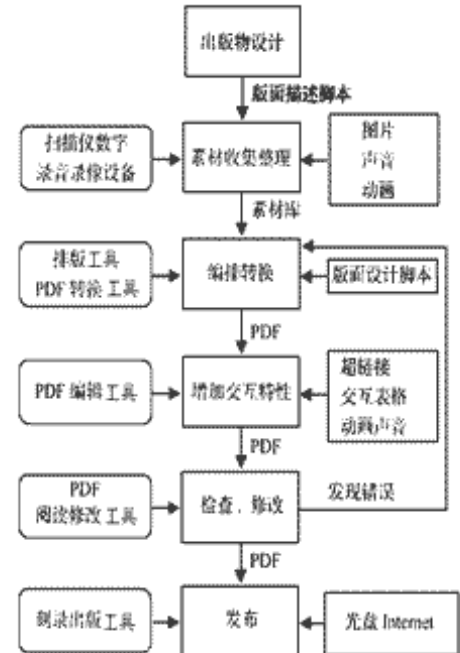 出版物设计
版面描述脚本
扫描仪数字
录音录像设备
素材收集整理
图片
声音
动画
素材库
排版工具
PDF 转换工具
编排转换
版面设计脚本
PDF
PDF 编辑工具
增加交互特性
超链接
交互表格
动画声音
PDF
PDF
阅读修改工具
检查、修改
发现错误
PDF
刻录出版工具
发布
光盘 Internet